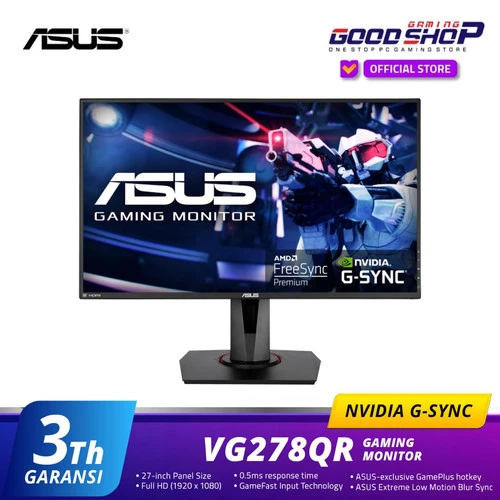 ASUS
GAMING
GOODSHOP
ONE STOP PC GAMING STORE
OFFICIAL STORE
ASUS
GAMING MONITOR
AMD
FreeSync
Premium
NVIDIA.
G-SYNC
HDMI
ASUS
NVIDIA G-SYNC
3Th
GARANSI
VG278QR GAMING
MONITOR
• 27-inch Panel Size
• Full HD (1920 x 1080)
• 0.5ms response time
• GameFast Input Technology
• ASUS-exclusive GamePlus hotkey
• ASUS Extreme Low Motion Blur Sync